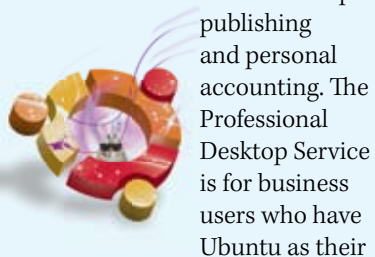 publishing
and personal
accounting. The
Professional
Desktop Service
is for business
users who have
Ubuntu as their